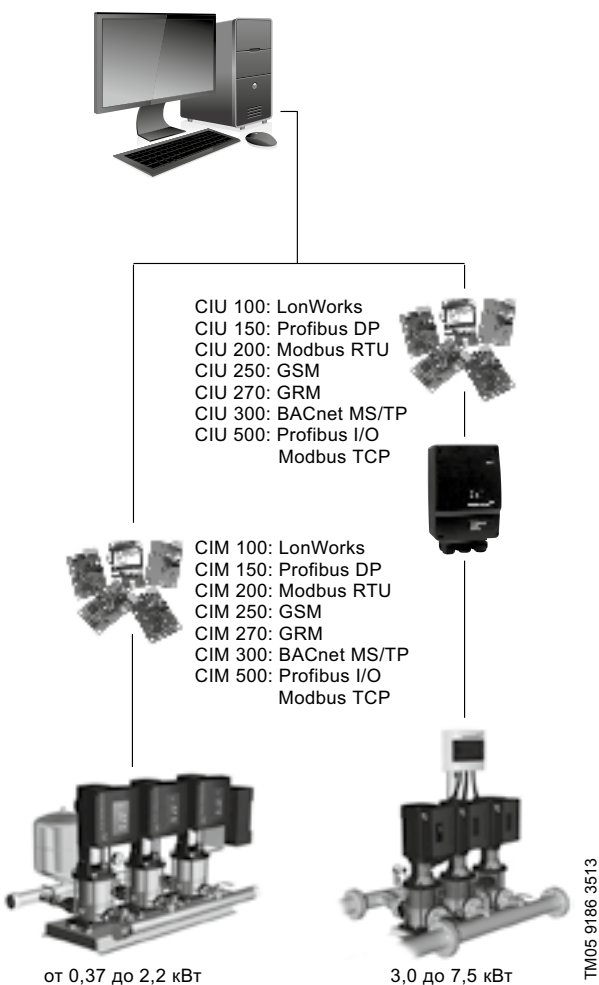 CIU 100: LonWorks
CIU 150: Profibus DP
CIU 200: Modbus RTU
CIU 250: GSM
CIU 270: GRM
CIU 300: BACnet MS/TP
CIU 500: Profibus I/O
Modbus TCP
CIM 100: LonWorks
CIM 150: Profibus DP
CIM 200: Modbus RTU
CIM 250: GSM
CIM 270: GRM
CIM 300: BACnet MS/TP
CIM 500: Profibus I/O
Modbus TCP
от 0,37 до 2,2 кВт
3,0 до 7,5 кВт
TM05 9186 3513